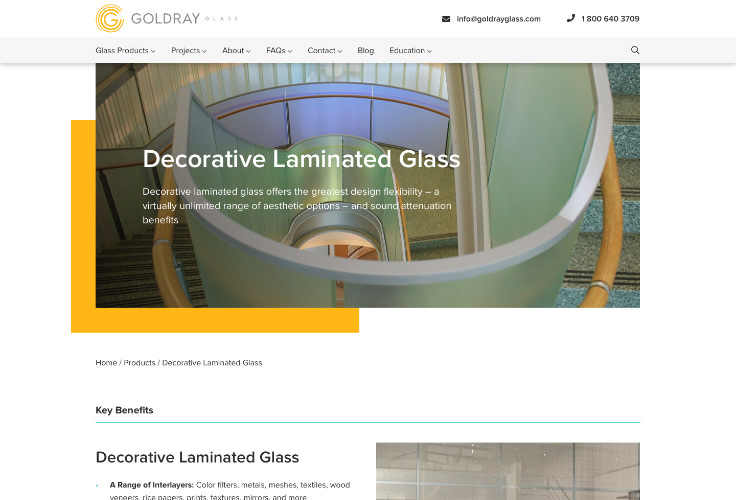 GOLDRAY GLASS
info@goldrayglass.com
1 800 640 3709
Glass Products
Projects
About
FAQs
Contact
Blog
Education
Decorative Laminated Glass
Decorative laminated glass offers the greatest design flexibility – a
virtually unlimited range of aesthetic options – and sound attenuation
benefits
Home / Products / Decorative Laminated Glass
Key Benefits
Decorative Laminated Glass
• A Range of Interlayers: Color filters, metals, meshes, textiles, wood
veneers, rice papers, prints, textures, mirrors, and more